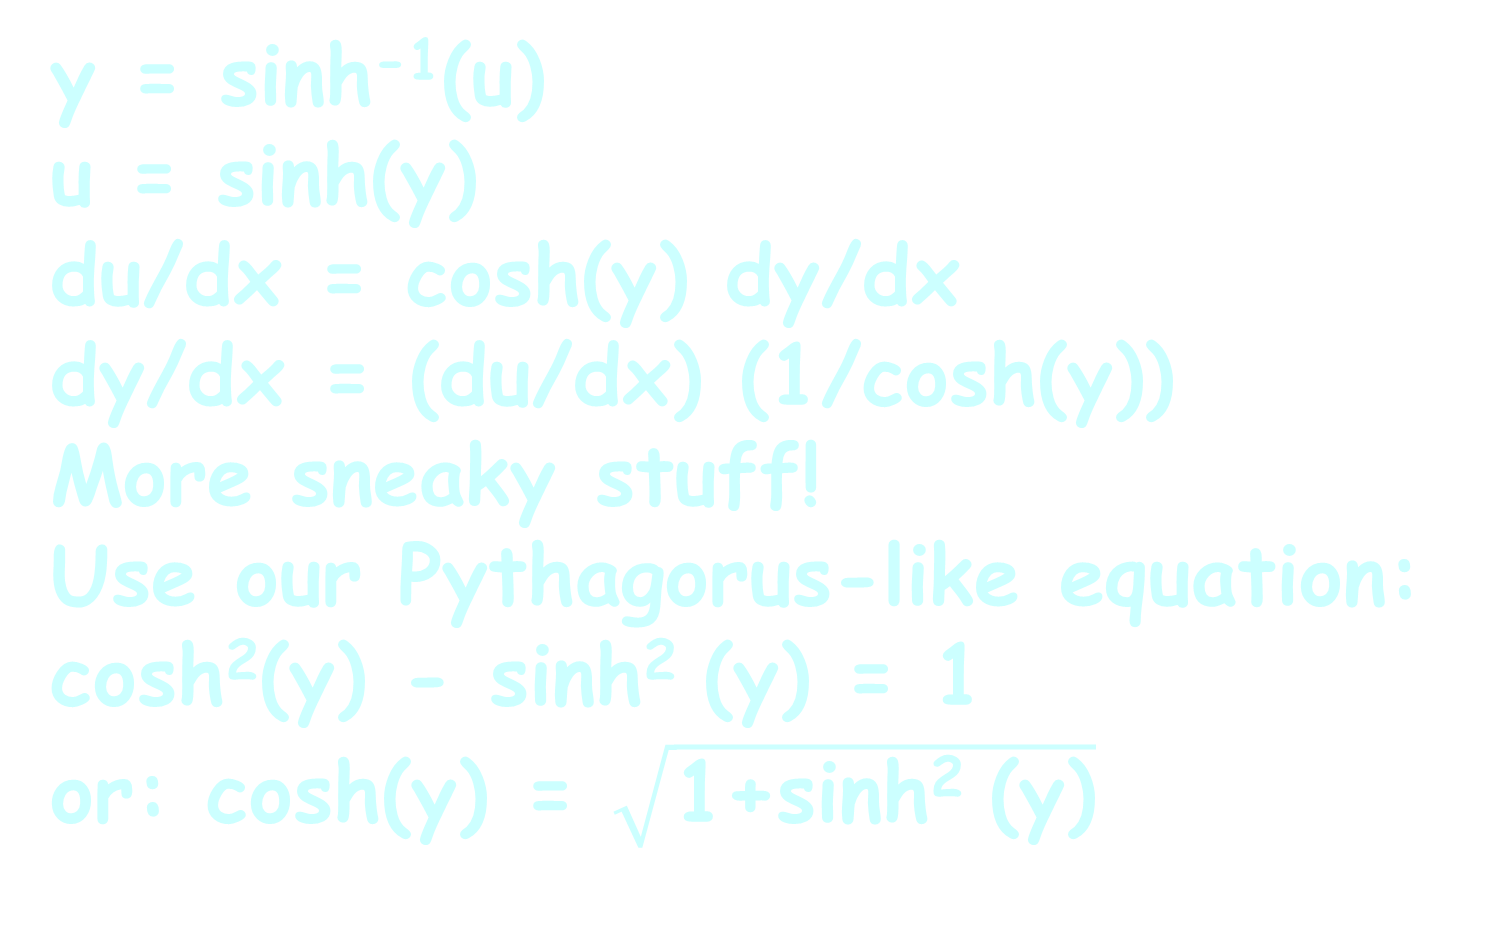 y = sinh⁻¹(u)
u = sinh(y)
du/dx = cosh(y) dy/dx
dy/dx = (du/dx) (1/cosh(y))
More sneaky stuff!
Use our Pythagorus-like equation:
cosh²(y) - sinh² (y) = 1
or: cosh(y) = √1+sinh² (y)